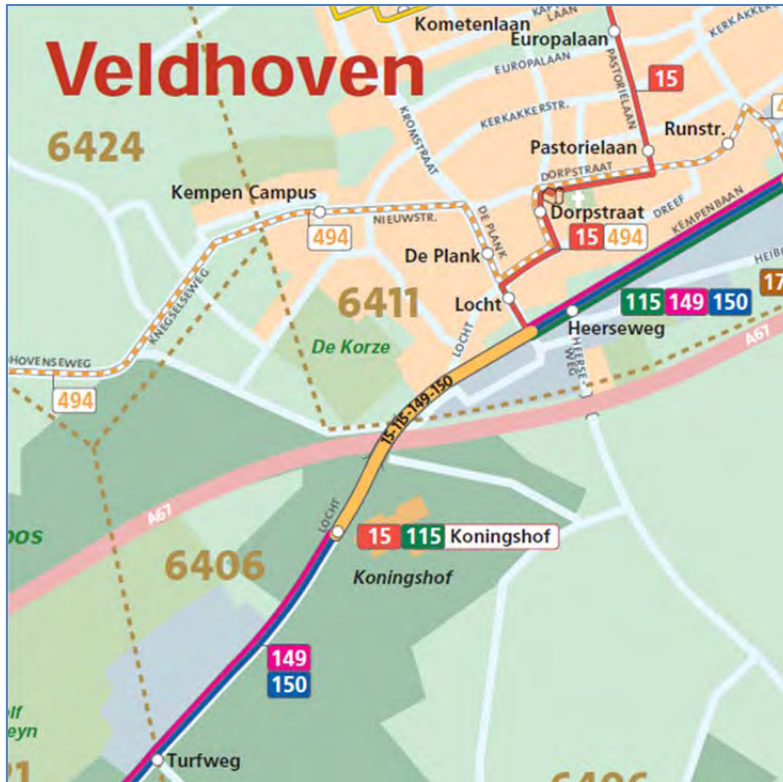 Kometenlaan
Europalaan
EUROPALAAN
PASTORIELAAN
15
Veldhoven
6424
KROMSTRAAT
KERKAKKERSTR.
Runstr.
Pastorielaan
DORPSTRAAT
Kempen Campus
494
NIEUWSTR.
DE PLANK
Dorpstraat
15 494
DREEF
KEMPENBAAN
De Plank
KNEGSELSEWEG
6411
Locht
LOCHT
115 149 150
Heerseweg
HEERSE-
WEG
A67
De Korze
494
15-115-149-150
A67
LOCHT
15 115 Koningshof
6406
Koningshof
149
150
Turfweg